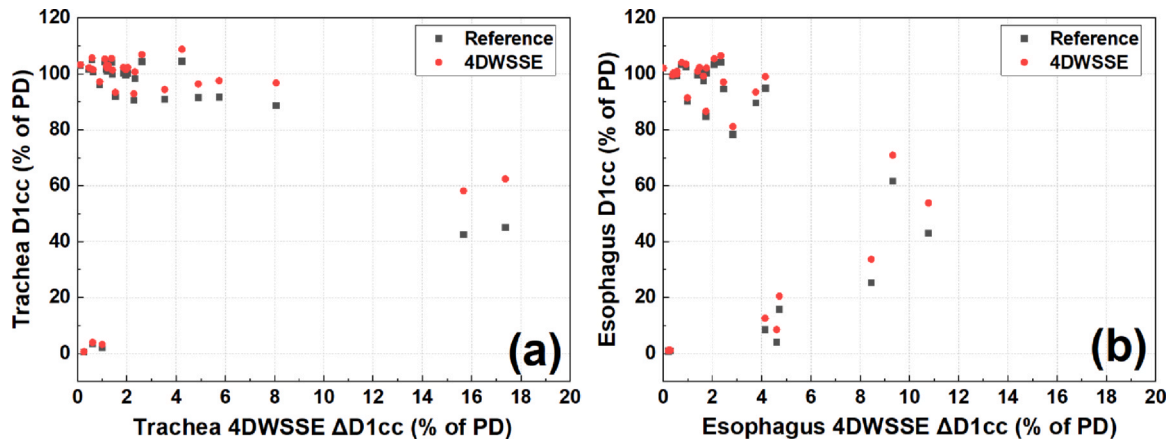 120
100
80
60
40
20
0
Trachea D1cc (% of PD)
Reference
4DWSSE
(a)
0 2 4 6 8 10 12 14 16 18 20
Trachea 4DWSSE ΔD1cc (% of PD)
120
100
80
60
40
20
0
Esophagus D1cc (% of PD)
Reference
4DWSSE
(b)
0 2 4 6 8 10 12 14 16 18 20
Esophagus 4DWSSE ΔD1cc (% of PD)